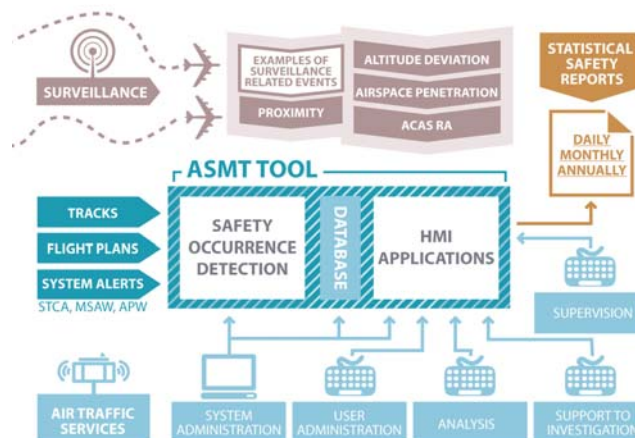 SURVEILLANCE
EXAMPLES OF
SURVEILLANCE
RELATED EVENTS
PROXIMITY
ALTITUDE DEVIATION
AIRSPACE PENETRATION
ACAS RA
STATISTICAL
SAFETY
REPORTS
DAILY
MONTHLY
ANNUALLY
ASMT TOOL
TRACKS
FLIGHT PLANS
SYSTEM ALERTS
STCA, MSAW, APW
SAFETY
OCCURRENCE
DETECTION
DATABASE
HMI
APPLICATIONS
SUPERVISION
AIR TRAFFIC
SERVICES
SYSTEM
ADMINISTRATION
USER
ADMINISTRATION
ANALYSIS
SUPPORT TO
INVESTIGATION